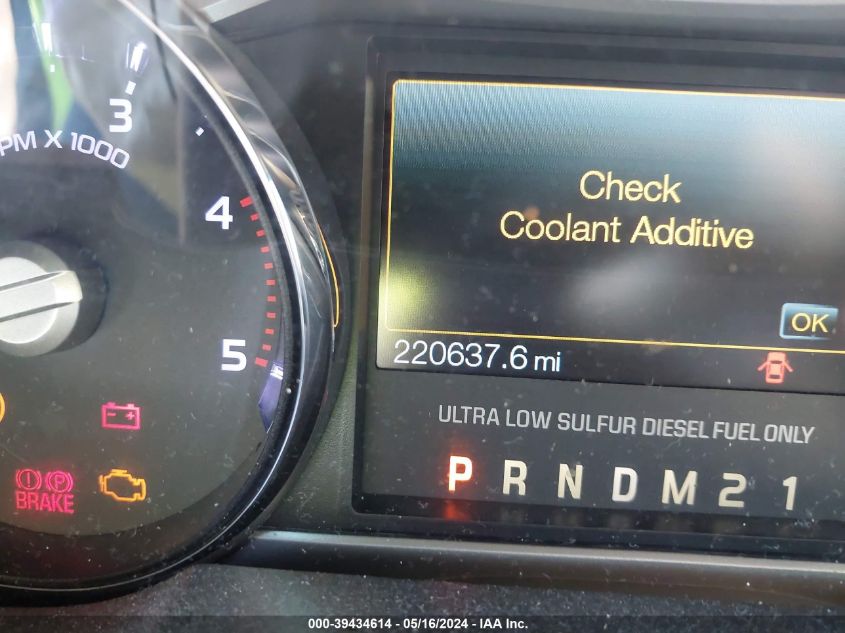 3
PM X 1000
4
5
Check
Coolant Additive
OK
220637.6 mi
ULTRA LOW SULFUR DIESEL FUEL ONLY
P R N D M 2 1
BRAKE
000-39434614 - 05/16/2024 - IAA Inc.